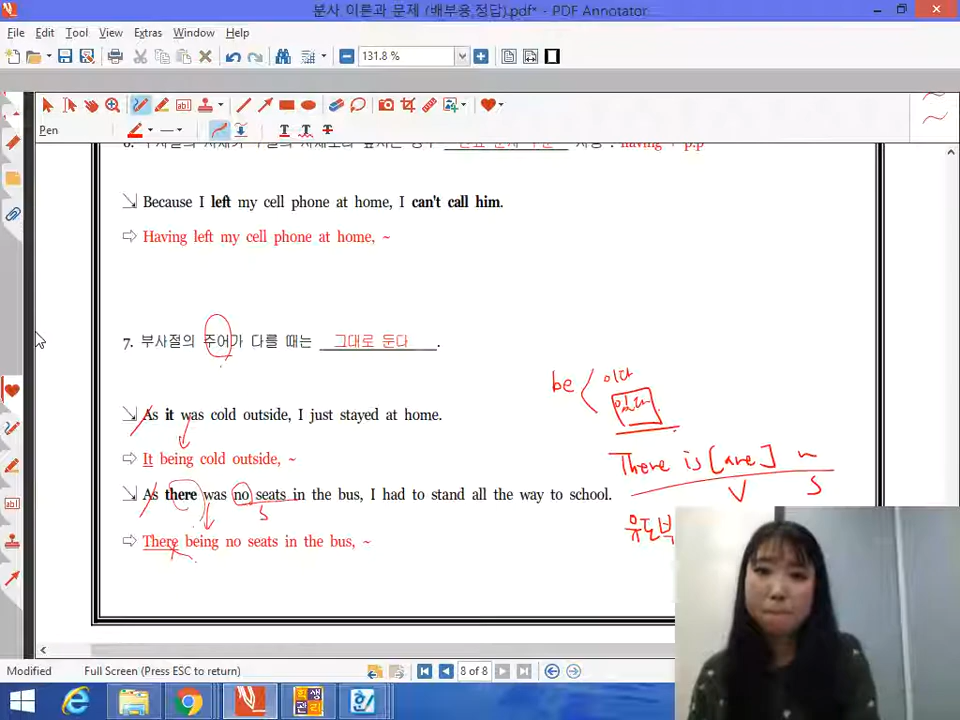 분사 이론과 문제 (배부용,정답).pdf* - PDF Annotator
File Edit Tool View Extras Window Help
131.8 %
Pen
having + p.p
Because I left my cell phone at home, I can't call him.
Having left my cell phone at home, ~
7. 부사절의 주어가 다를 때는 그대로 둔다.
be 이다
있다
As it was cold outside, I just stayed at home.
It being cold outside, ~
There is [are] n
V S
As there was no seats in the bus, I had to stand all the way to school.
S
유도부
There being no seats in the bus, ~
Modified Full Screen (Press ESC to return) 8 of 8
학생
관리